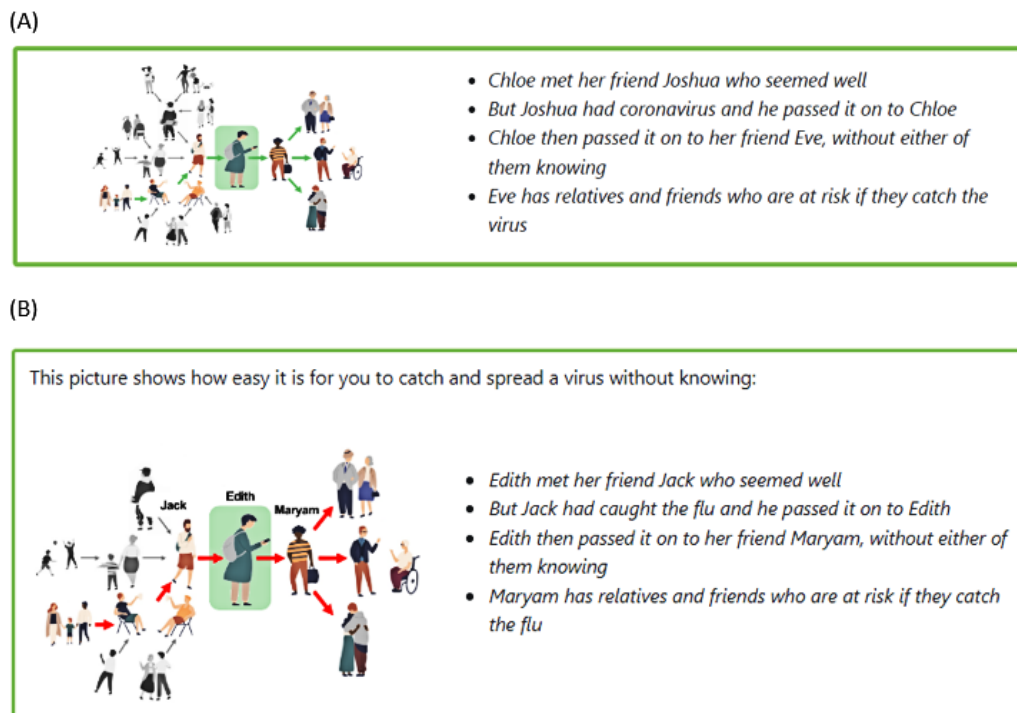 (A)
• Chloe met her friend Joshua who seemed well
• But Joshua had coronavirus and he passed it on to Chloe
• Chloe then passed it on to her friend Eve, without either of
them knowing
• Eve has relatives and friends who are at risk if they catch the
virus
(B)
This picture shows how easy it is for you to catch and spread a virus without knowing:
Jack
Edith
Maryam
• Edith met her friend Jack who seemed well
• But Jack had caught the flu and he passed it on to Edith
• Edith then passed it on to her friend Maryam, without either of
them knowing
• Maryam has relatives and friends who are at risk if they catch
the flu